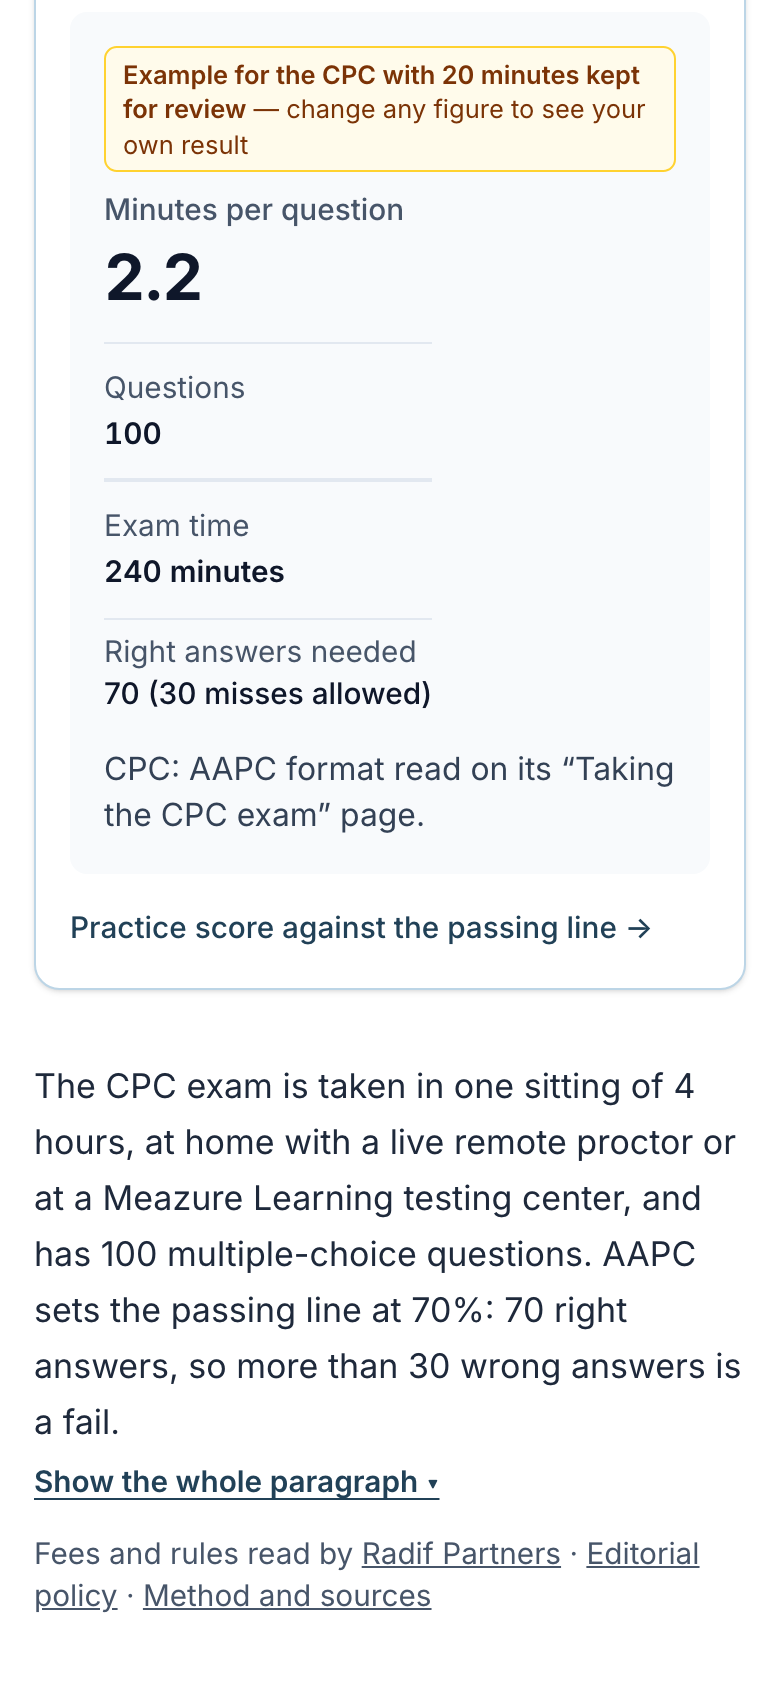 Example for the CPC with 20 minutes kept
for review — change any figure to see your
own result
Minutes per question
2.2
Questions
100
Exam time
240 minutes
Right answers needed
70 (30 misses allowed)
CPC: AAPC format read on its “Taking
the CPC exam” page.
Practice score against the passing line →
The CPC exam is taken in one sitting of 4
hours, at home with a live remote proctor or
at a Meazure Learning testing center, and
has 100 multiple-choice questions. AAPC
sets the passing line at 70%: 70 right
answers, so more than 30 wrong answers is
a fail.
Show the whole paragraph ▾
Fees and rules read by Radif Partners · Editorial
policy · Method and sources